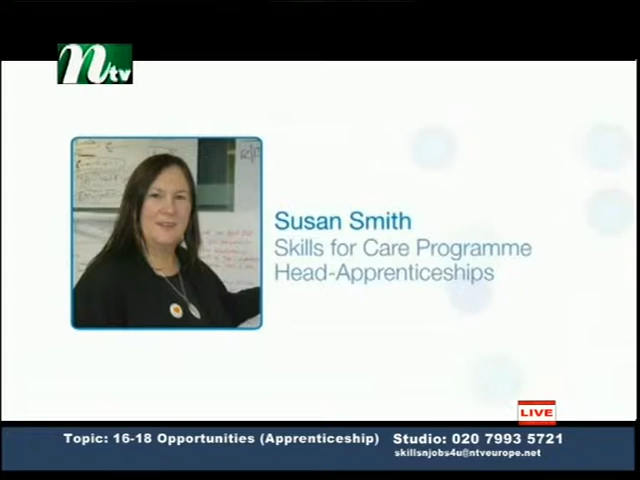 ntv
Susan Smith
Skills for Care Programme
Head-Apprenticeships
LIVE
Topic: 16-18 Opportunities (Apprenticeship) Studio: 020 7993 5721
skillsnjobs4u@ntveurope.net